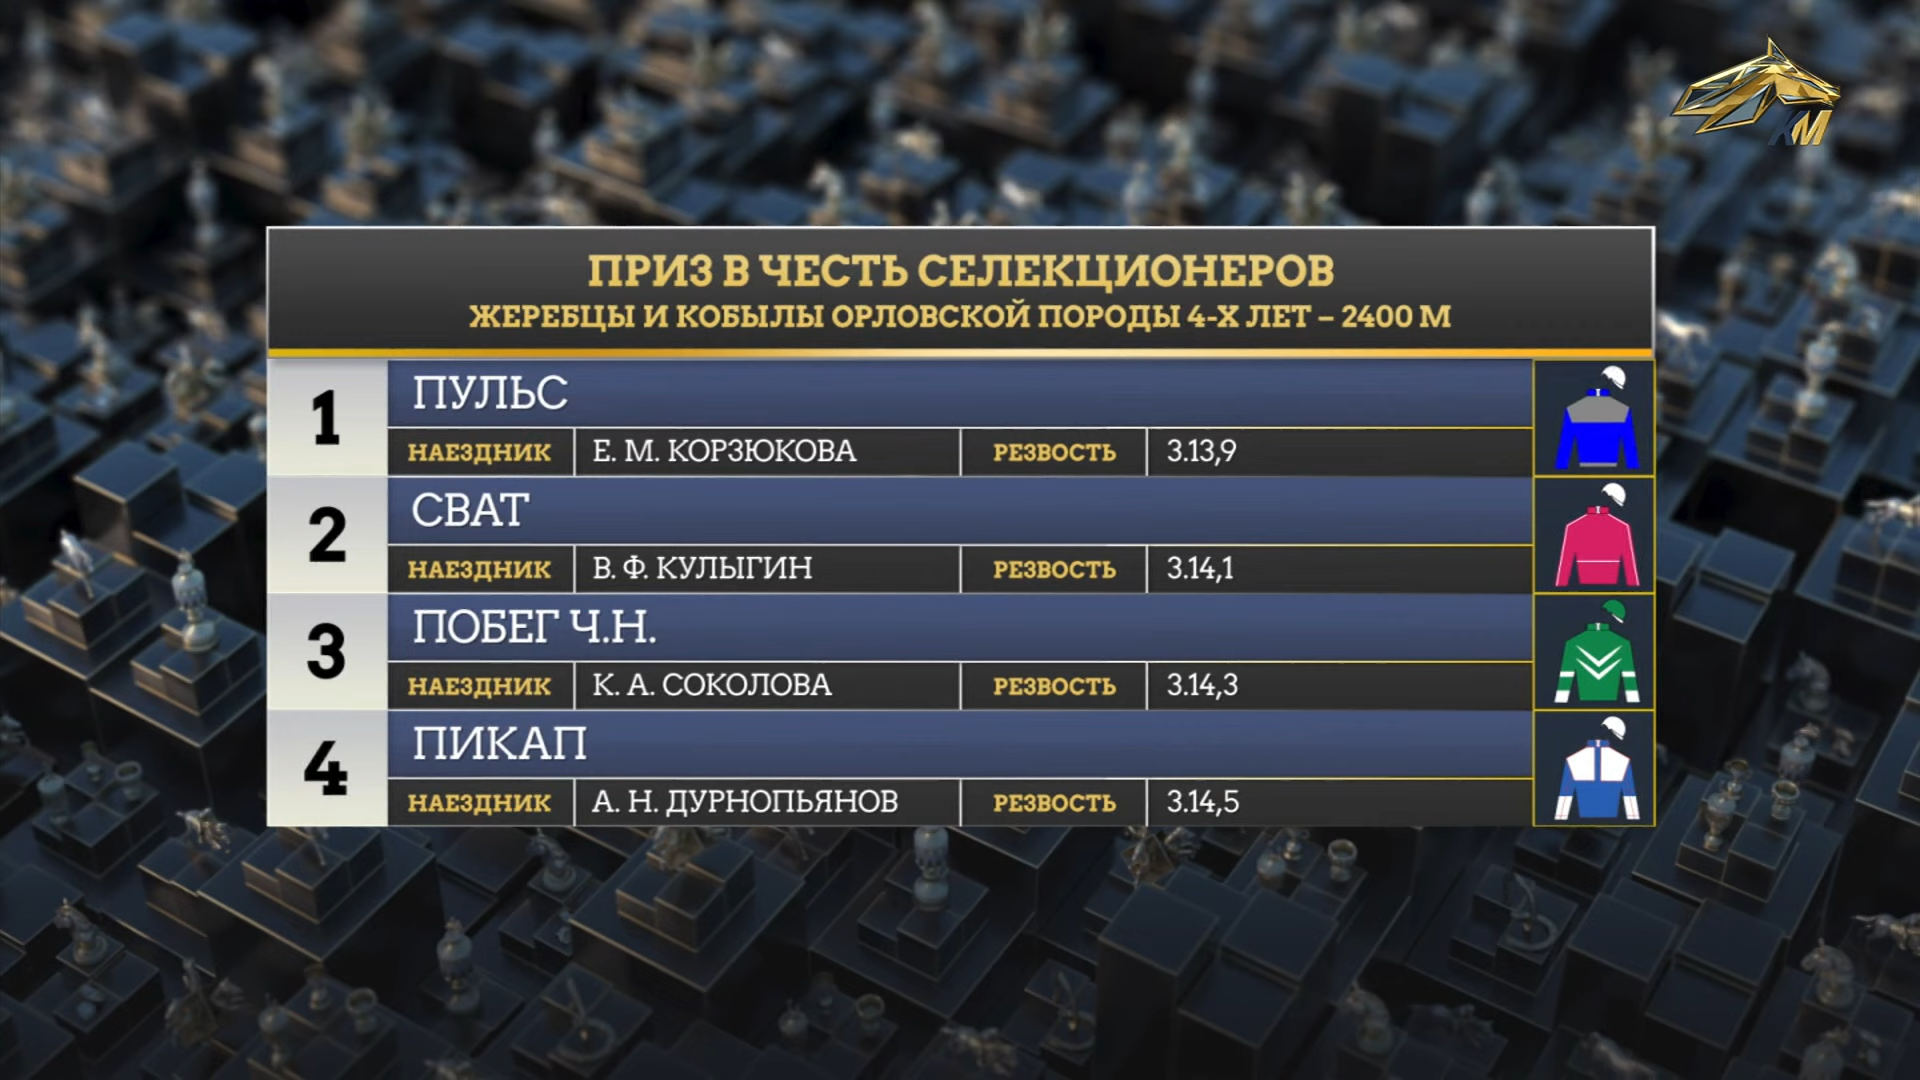 КМ
ПРИЗ В ЧЕСТЬ СЕЛЕКЦИОНЕРОВ
ЖЕРЕБЦЫ И КОБЫЛЫ ОРЛОВСКОЙ ПОРОДЫ 4-Х ЛЕТ – 2400 М
1 ПУЛЬС
НАЕЗДНИК Е. М. КОРЗЮКОВА РЕЗВОСТЬ 3.13,9
2 СВАТ
НАЕЗДНИК В. Ф. КУЛЫГИН РЕЗВОСТЬ 3.14,1
3 ПОБЕГ Ч.Н.
НАЕЗДНИК К. А. СОКОЛОВА РЕЗВОСТЬ 3.14,3
4 ПИКАП
НАЕЗДНИК А. Н. ДУРНОПЬЯНОВ РЕЗВОСТЬ 3.14,5